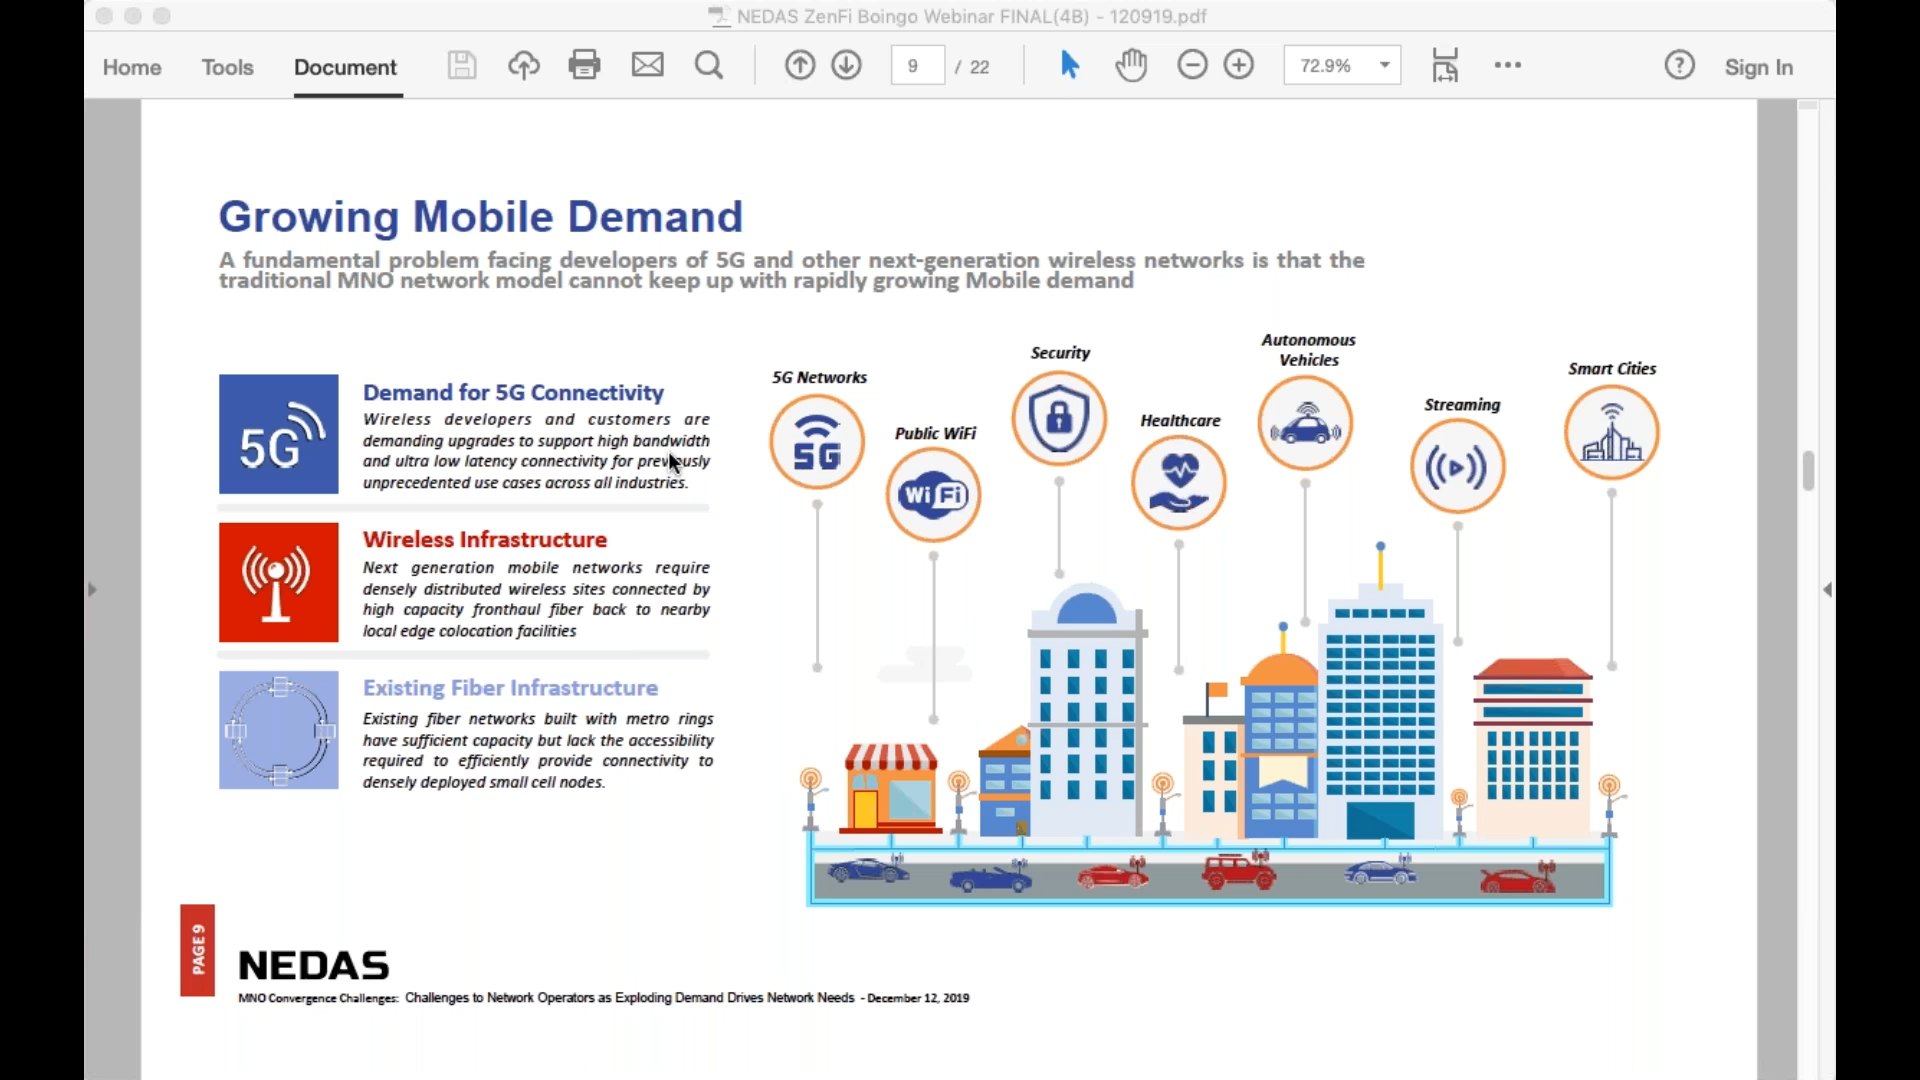 NEDAS ZenFi Boingo Webinar FINAL(4B) - 120919.pdf
Home Tools Document 9 / 22 72.9% Sign In
Growing Mobile Demand
A fundamental problem facing developers of 5G and other next-generation wireless networks is that the
traditional MNO network model cannot keep up with rapidly growing Mobile demand
5G
Demand for 5G Connectivity
Wireless developers and customers are
demanding upgrades to support high bandwidth
and ultra low latency connectivity for previously
unprecedented use cases across all industries.
Wireless Infrastructure
Next generation mobile networks require
densely distributed wireless sites connected by
high capacity fronthaul fiber back to nearby
local edge colocation facilities
Existing Fiber Infrastructure
Existing fiber networks built with metro rings
have sufficient capacity but lack the accessibility
required to efficiently provide connectivity to
densely deployed small cell nodes.
5G Networks
5G
Public WiFi
WiFi
Security
Healthcare
Autonomous
Vehicles
Streaming
Smart Cities
PAGE 9
NEDAS
MNO Convergence Challenges: Challenges to Network Operators as Exploding Demand Drives Network Needs - December 12, 2019